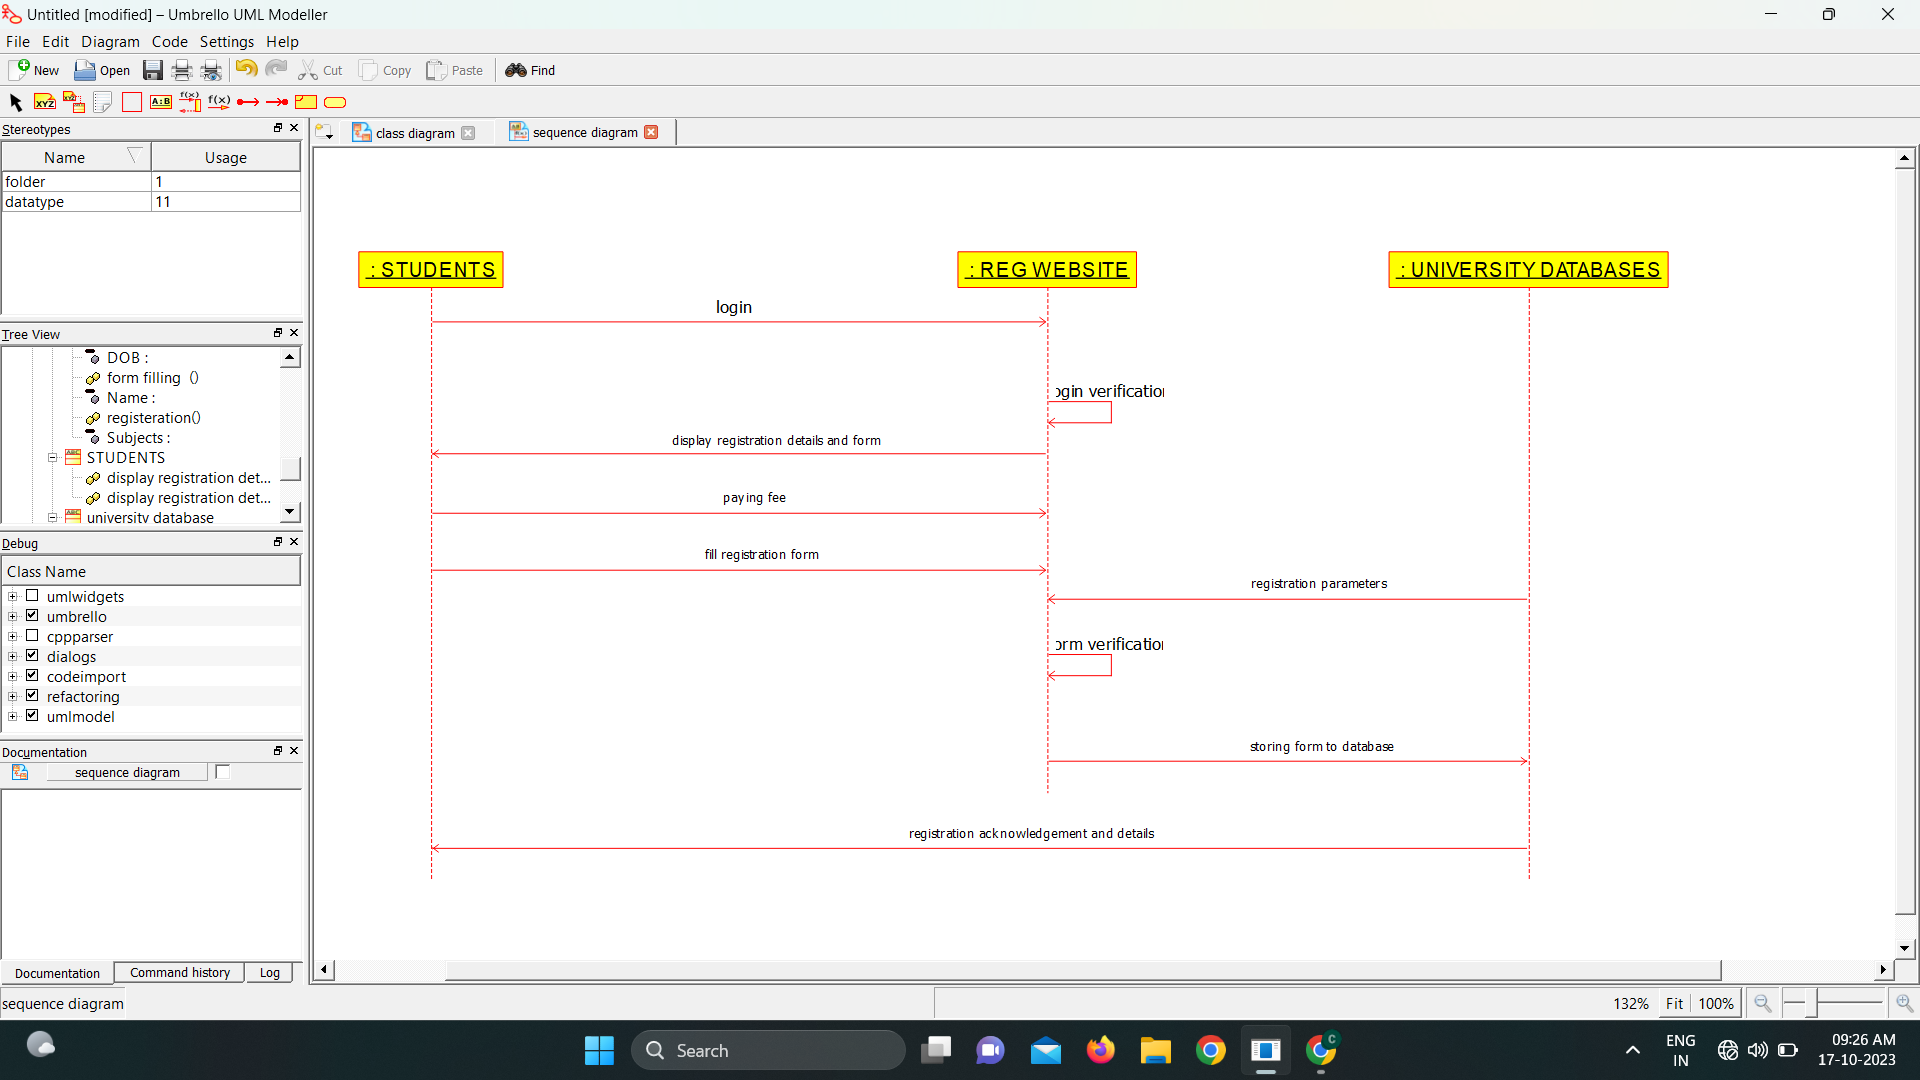 Untitled [modified] – Umbrello UML Modeller
File Edit Diagram Code Settings Help
New Open Cut Copy Paste Find
XYZ XYZ A:B f(x) f(x)
Stereotypes
class diagram
sequence diagram
Name Usage
folder 1
datatype 11
: STUDENTS
: REG WEBSITE
: UNIVERSITY DATABASES
login
ogin verification
display registration details and form
paying fee
fill registration form
registration parameters
orm verification
storing form to database
registration acknowledgement and details
Tree View
DOB :
form filling ()
Name :
registeration()
Subjects :
STUDENTS
display registration det...
display registration det...
university database
Debug
Class Name
umlwidgets
umbrello
cppparser
dialogs
codeimport
refactoring
umlmodel
Documentation
sequence diagram
Documentation Command history Log
sequence diagram
132% Fit 100%
Search
ENG
IN
09:26 AM
17-10-2023